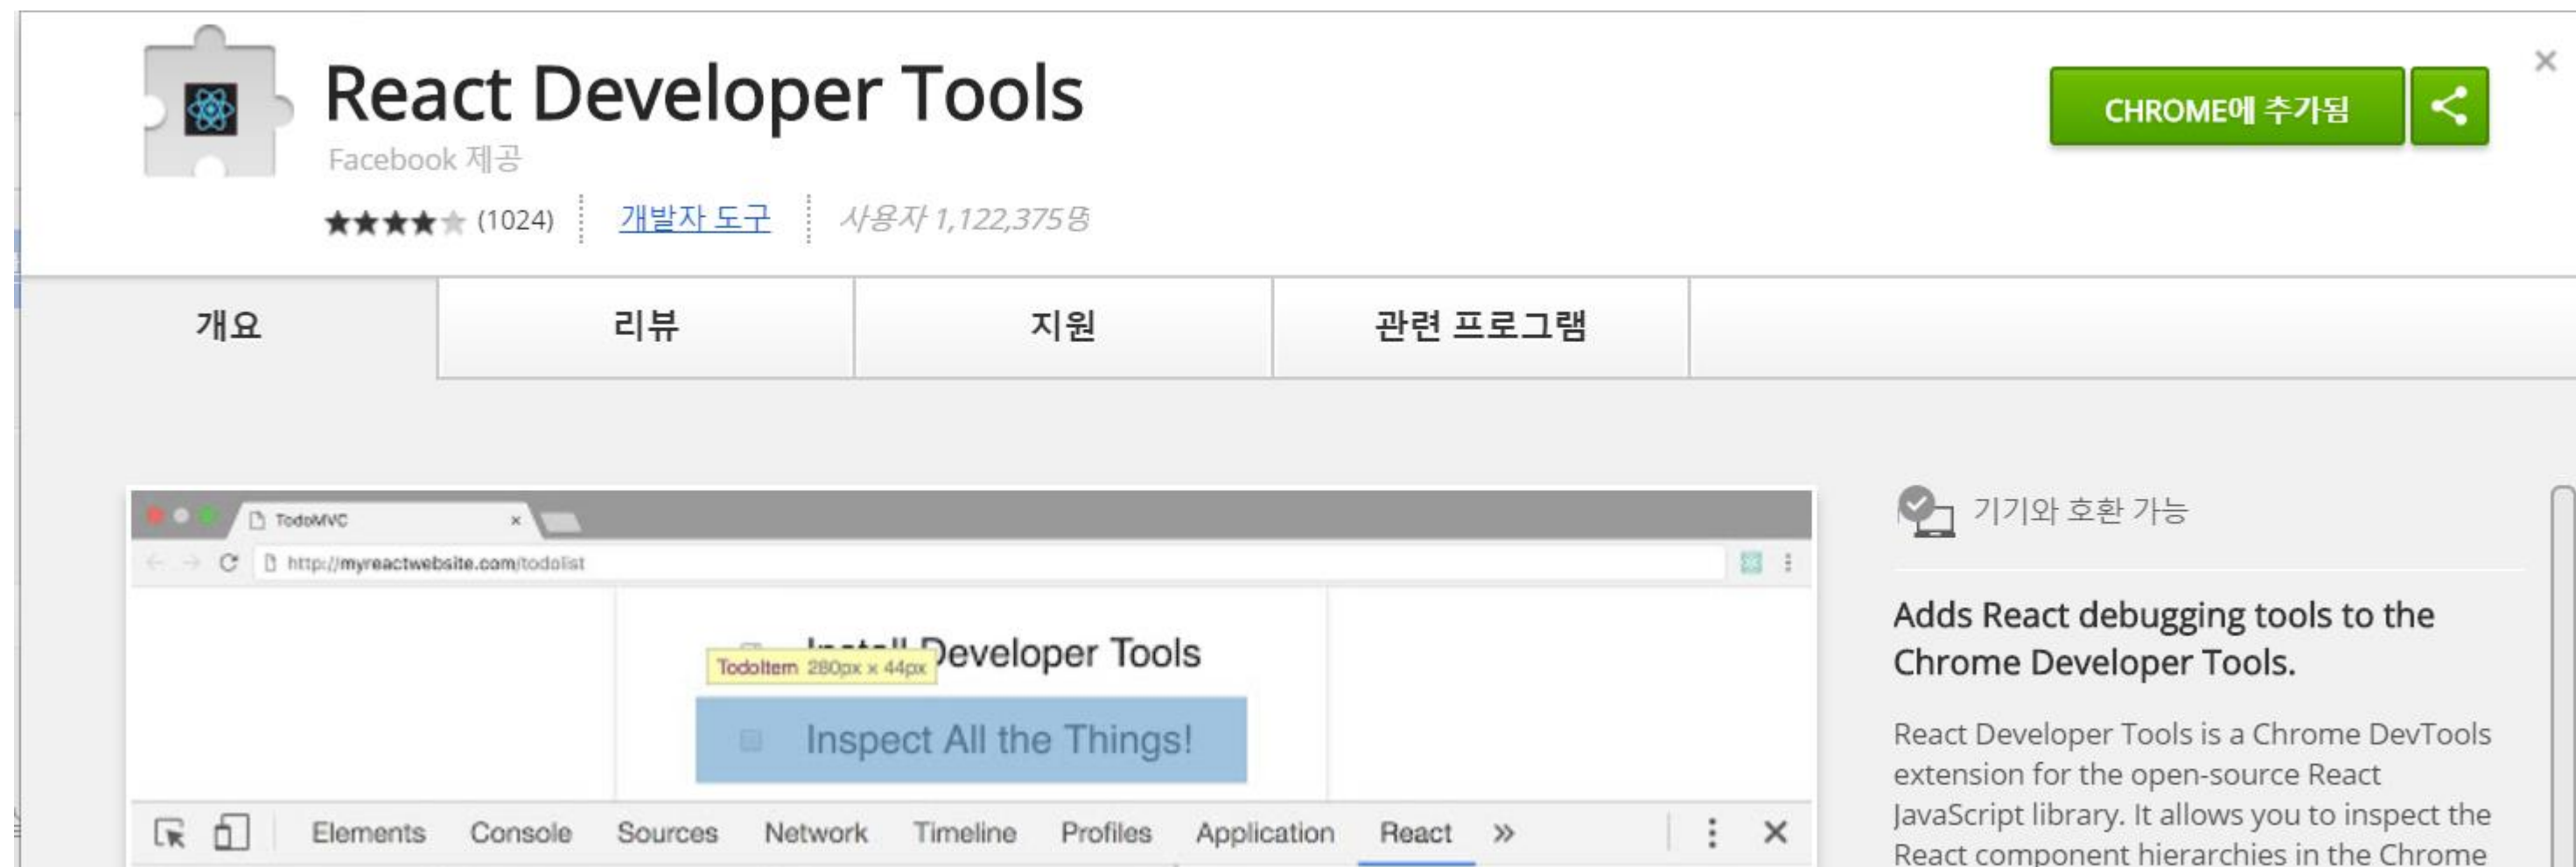 React Developer Tools
CHROME에 추가됨
Facebook 제공
(1024)
개발자 도구
사용자 1,122,375명
개요
리뷰
지원
관련 프로그램
TodoMVC
http://myreactwebsite.com/todolist
Install Developer Tools
TodoItem 280px × 44px
Inspect All the Things!
Elements Console Sources Network Timeline Profiles Application React »
기기와 호환 가능
Adds React debugging tools to the
Chrome Developer Tools.
React Developer Tools is a Chrome DevTools
extension for the open-source React
JavaScript library. It allows you to inspect the
React component hierarchies in the Chrome